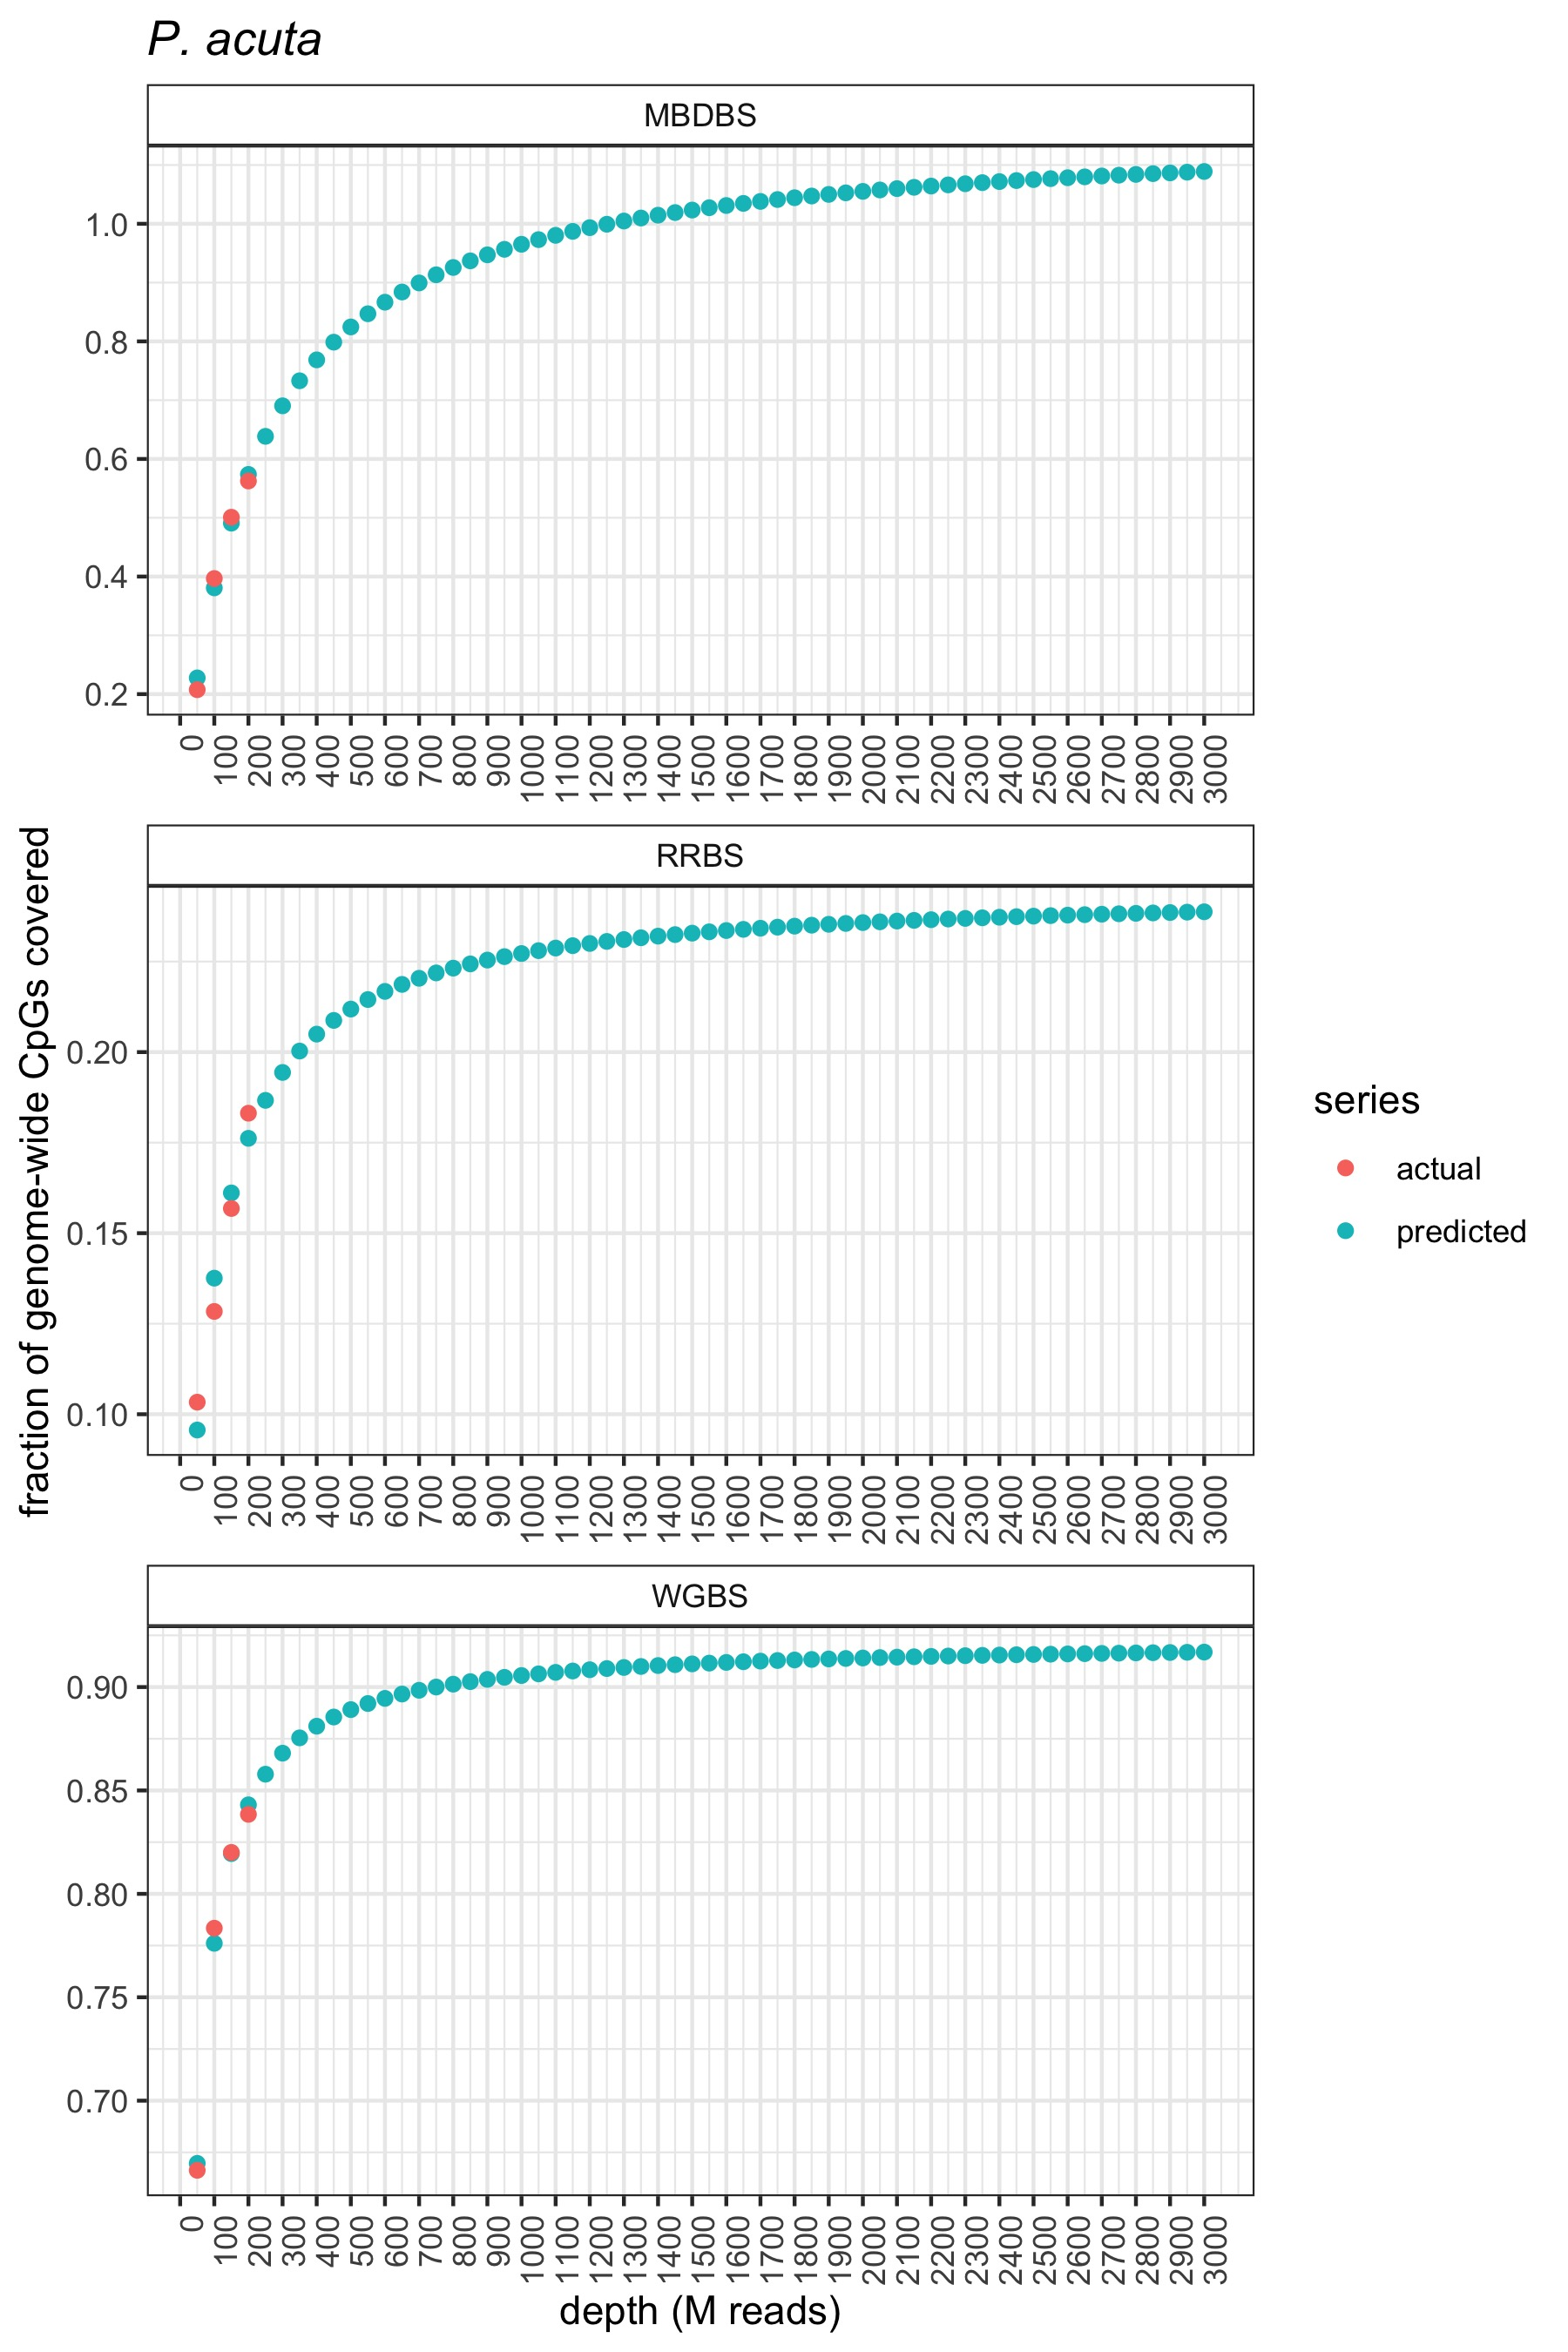 P. acuta
MBDBS
1.0
0.8
0.6
0.4
0.2
0 100 200 300 400 500 600 700 800 900 1000 1100 1200 1300 1400 1500 1600 1700 1800 1900 2000 2100 2200 2300 2400 2500 2600 2700 2800 2900 3000
fraction of genome-wide CpGs covered
RRBS
0.20
0.15
0.10
0 100 200 300 400 500 600 700 800 900 1000 1100 1200 1300 1400 1500 1600 1700 1800 1900 2000 2100 2200 2300 2400 2500 2600 2700 2800 2900 3000
series
actual
predicted
WGBS
0.90
0.85
0.80
0.75
0.70
0 100 200 300 400 500 600 700 800 900 1000 1100 1200 1300 1400 1500 1600 1700 1800 1900 2000 2100 2200 2300 2400 2500 2600 2700 2800 2900 3000
depth (M reads)